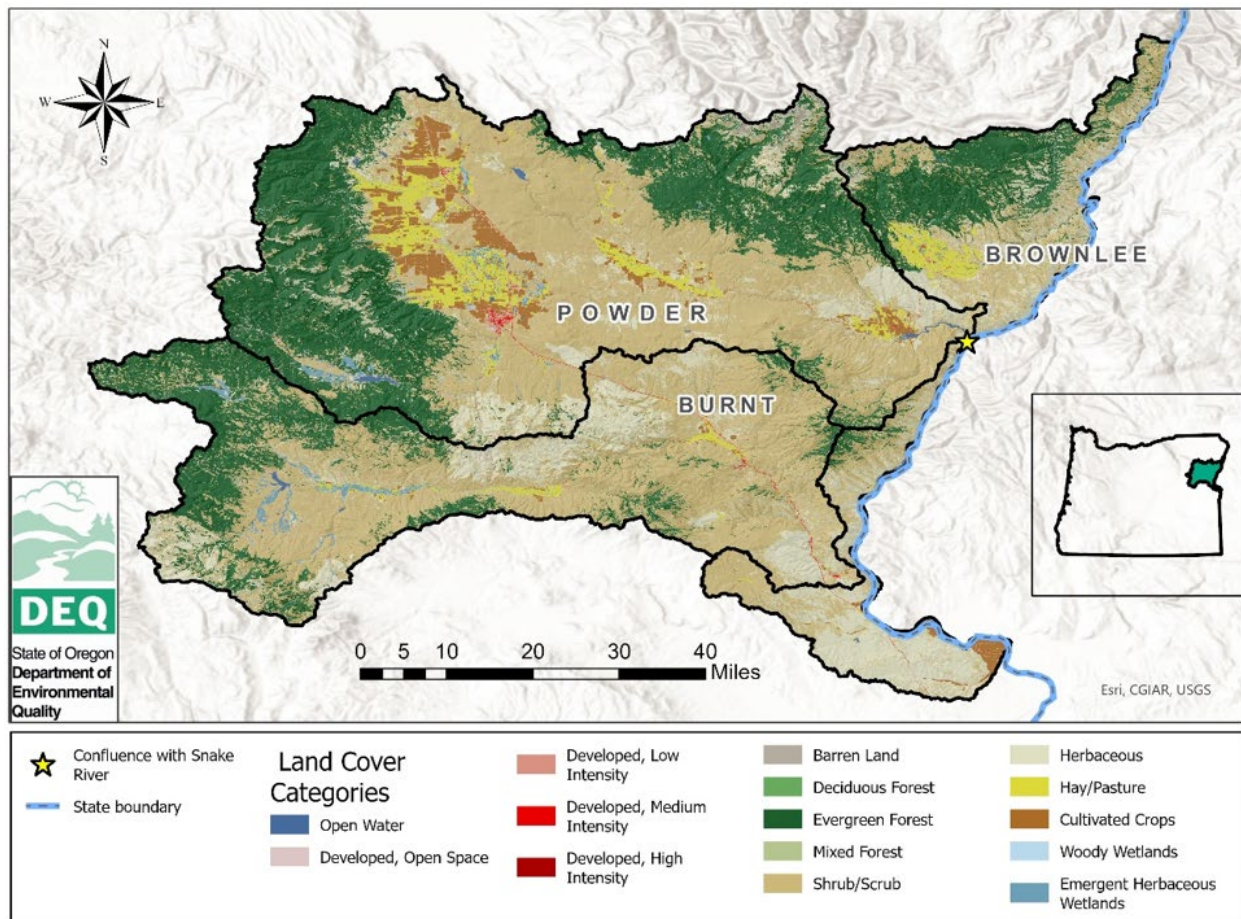 N
W E
S
BROWNLEE
POWDER
BURNT
DEQ
State of Oregon
Department of
Environmental
Quality
0 5 10 20 30 40
Miles
Esri, CGIAR, USGS
Confluence with Snake
River
State boundary
Land Cover
Categories
Open Water
Developed, Open Space
Developed, Low
Intensity
Developed, Medium
Intensity
Developed, High
Intensity
Barren Land
Deciduous Forest
Evergreen Forest
Mixed Forest
Shrub/Scrub
Herbaceous
Hay/Pasture
Cultivated Crops
Woody Wetlands
Emergent Herbaceous
Wetlands